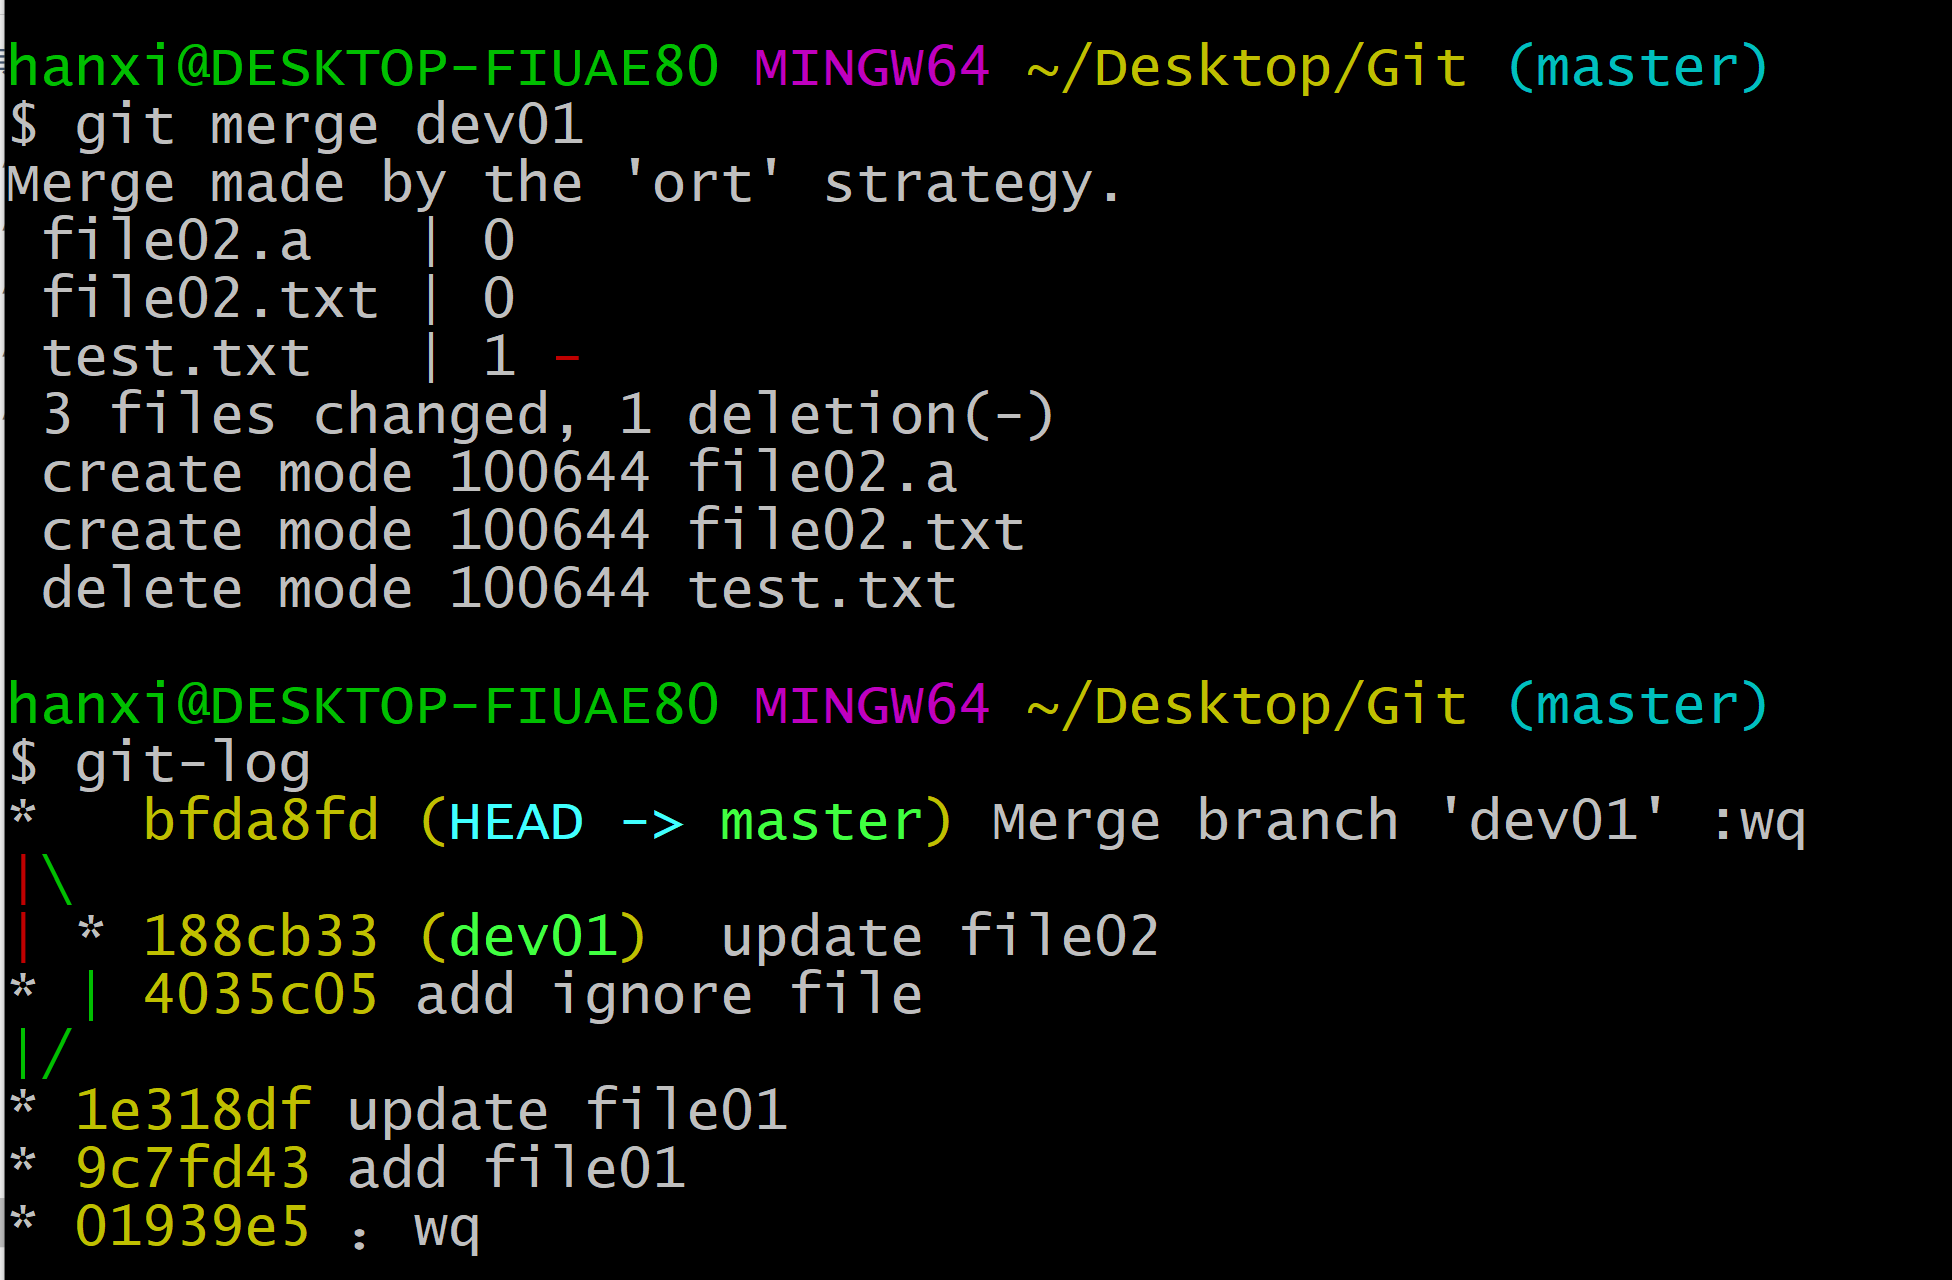 hanxi@DESKTOP-FIUAE80 MINGW64 ~/Desktop/Git (master)
$ git merge dev01
Merge made by the 'ort' strategy.
 file02.a   | 0
 file02.txt | 0
 test.txt   | 1 -
 3 files changed, 1 deletion(-)
 create mode 100644 file02.a
 create mode 100644 file02.txt
 delete mode 100644 test.txt

hanxi@DESKTOP-FIUAE80 MINGW64 ~/Desktop/Git (master)
$ git-log
*   bfda8fd (HEAD -> master) Merge branch 'dev01' :wq
|\
| * 188cb33 (dev01)  update file02
* | 4035c05 add ignore file
|/
* 1e318df update file01
* 9c7fd43 add file01
* 01939e5 ：wq